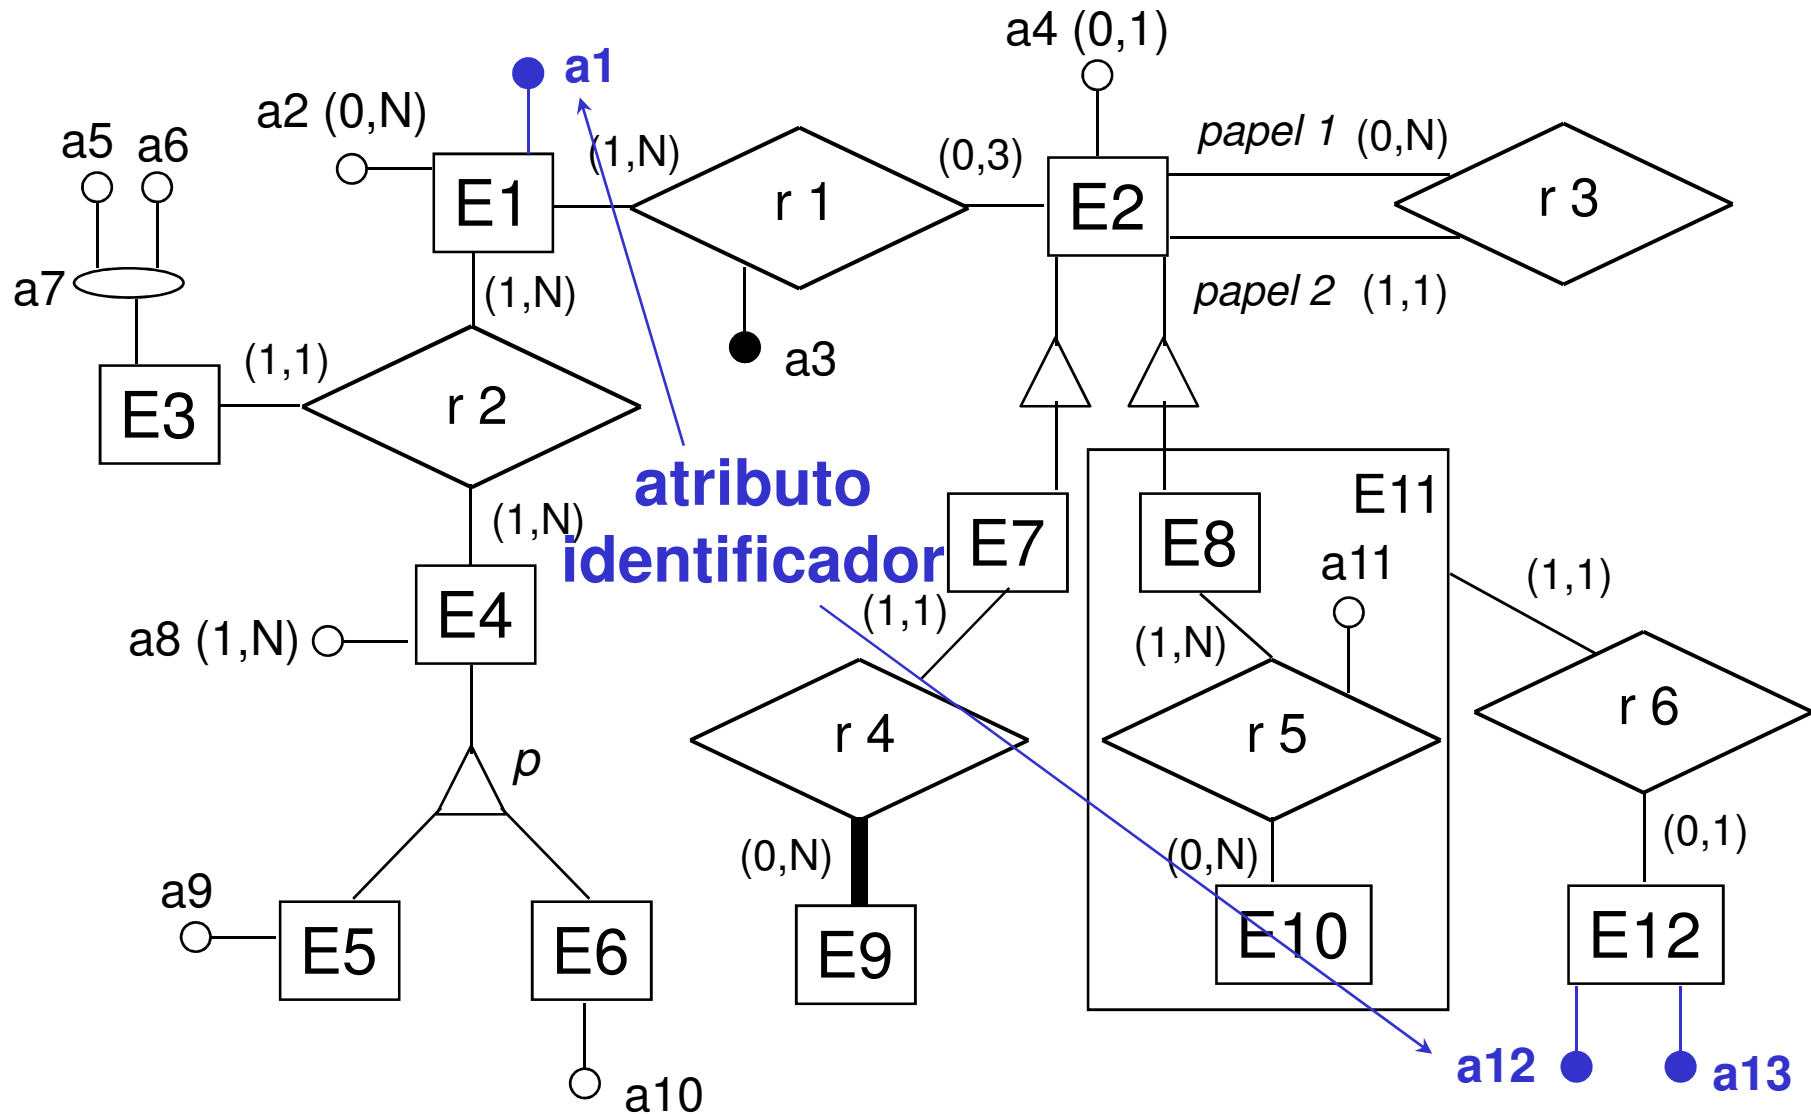 a4 (0,1)
a1
a2 (0,N)
a5 a6
(1,N)
(0,3)
papel 1 (0,N)
E1
r 1
E2
r 3
a7
(1,N)
papel 2 (1,1)
(1,1)
a3
E3
r 2
atributo
identificador
(1,N)
E7
E8
E11
a11
(1,1)
E4
a8 (1,N)
(1,1)
(1,N)
r 4
r 5
r 6
p
(0,N)
(0,N)
(0,1)
a9
E5
E6
E9
E10
E12
a10
a12
a13